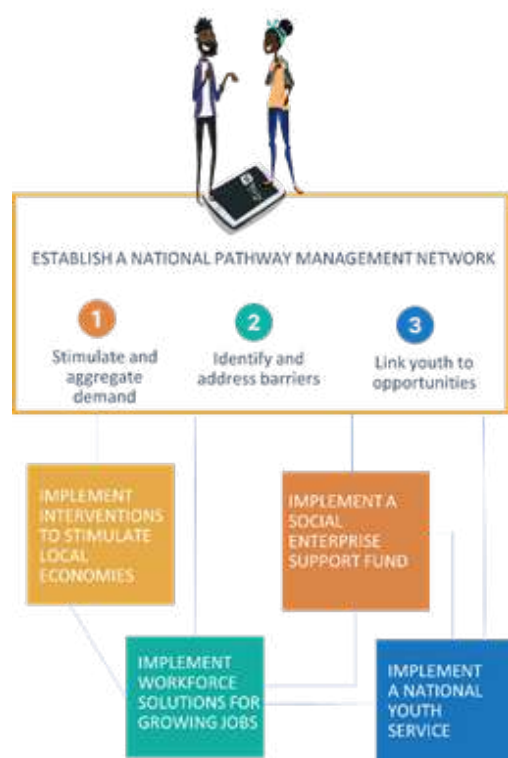 ESTABLISH A NATIONAL PATHWAY MANAGEMENT NETWORK
1
2
3
Stimulate and
aggregate
demand
Identify and
address barriers
Link youth to
opportunities
IMPLEMENT
INTERVENTIONS
TO STIMULATE
LOCAL
ECONOMIES
IMPLEMENT A
SOCIAL
ENTERPRISE
SUPPORT FUND
IMPLEMENT
WORKFORCE
SOLUTIONS FOR
GROWING JOBS
IMPLEMENT
A NATIONAL
YOUTH
SERVICE